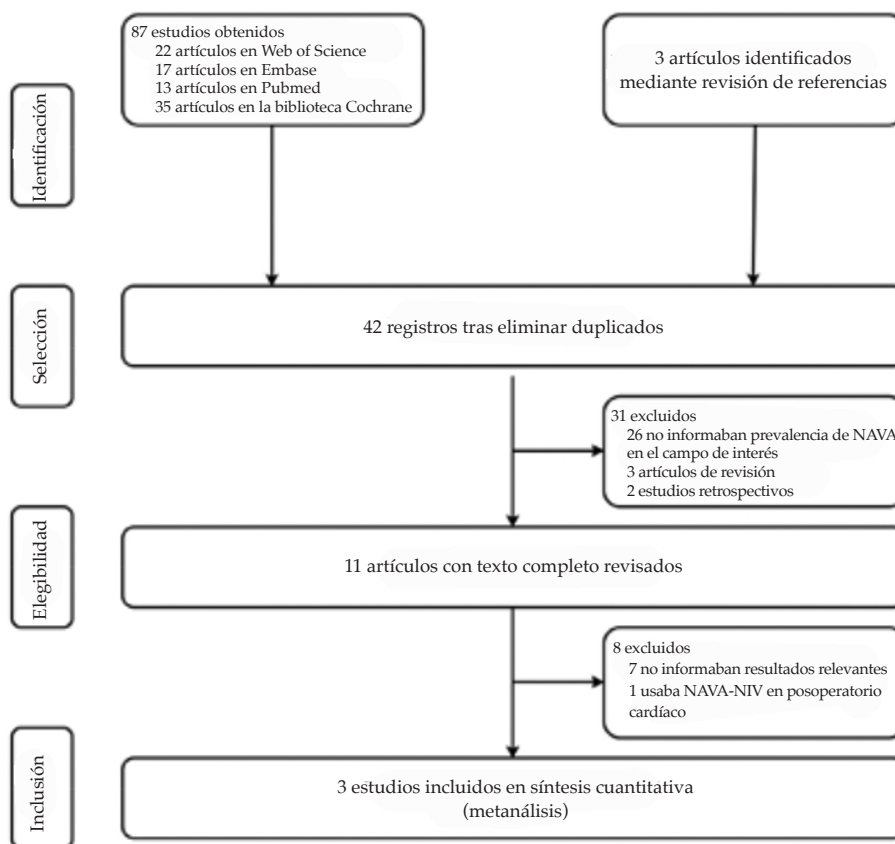 Identificación
87 estudios obtenidos
22 artículos en Web of Science
17 artículos en Embase
13 artículos en Pubmed
35 artículos en la biblioteca Cochrane
3 artículos identificados
mediante revisión de referencias
Selección
42 registros tras eliminar duplicados
31 excluidos
26 no informaban prevalencia de NAVA
en el campo de interés
3 artículos de revisión
2 estudios retrospectivos
Elegibilidad
11 artículos con texto completo revisados
8 excluidos
7 no informaban resultados relevantes
1 usaba NAVA-NIV en posoperatorio
cardíaco
Inclusión
3 estudios incluidos en síntesis cuantitativa
(metanálisis)